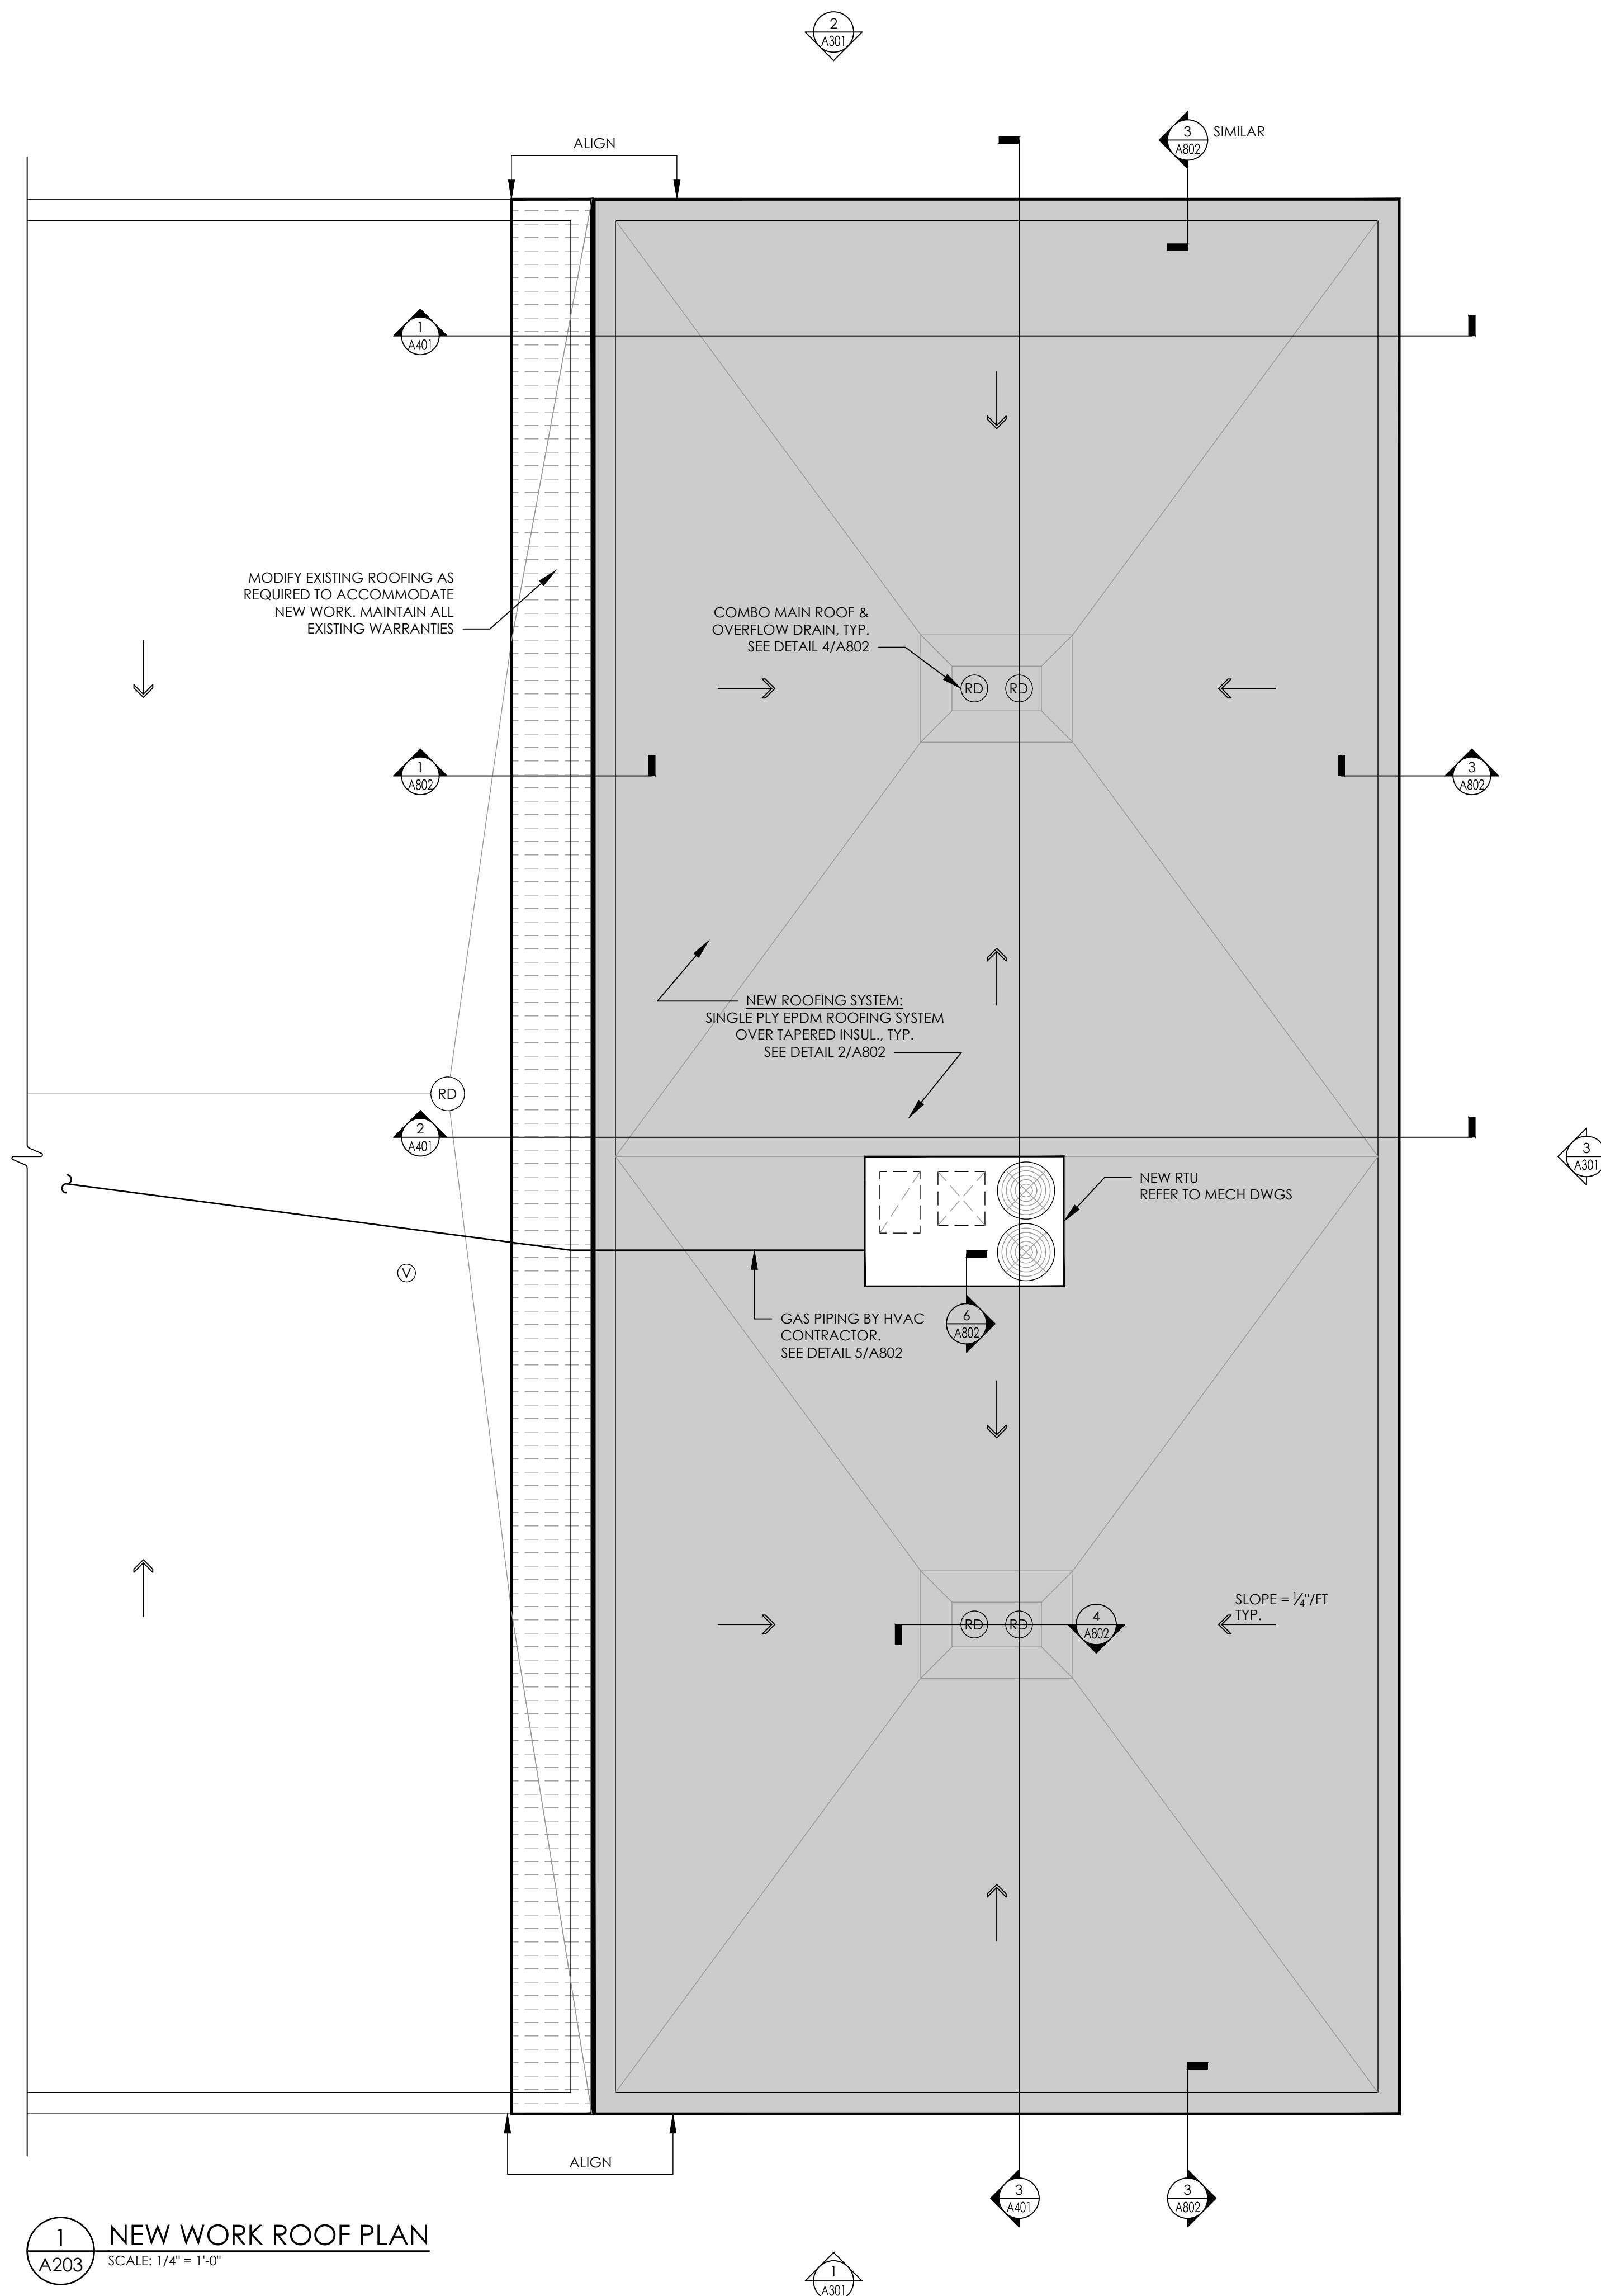 2
A301
ALIGN
3
A802
SIMILAR
1
A401
MODIFY EXISTING ROOFING AS
REQUIRED TO ACCOMMODATE
NEW WORK. MAINTAIN ALL
EXISTING WARRANTIES
COMBO MAIN ROOF &
OVERFLOW DRAIN, TYP.
SEE DETAIL 4/A802
RD
RD
1
A802
3
A802
NEW ROOFING SYSTEM:
SINGLE PLY EPDM ROOFING SYSTEM
OVER TAPERED INSUL., TYP.
SEE DETAIL 2/A802
RD
2
A401
3
A301
NEW RTU
REFER TO MECH DWGS
V
GAS PIPING BY HVAC
CONTRACTOR.
SEE DETAIL 5/A802
6
A802
SLOPE = ¼"/FT
TYP.
RD
RD
4
A802
ALIGN
3
A401
3
A802
1
A203
NEW WORK ROOF PLAN
SCALE: 1/4" = 1'-0"
1
A301